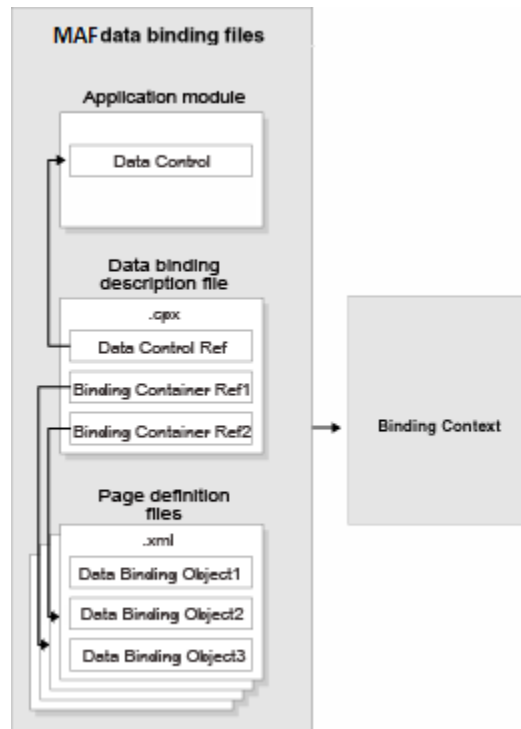 MAF data binding files
Application module
Data Control
Data binding
description file
.cpx
Data Control Ref
Binding Container Ref1
Binding Container Ref2
Binding Context
Page definition
files
.xml
Data Binding Object1
Data Binding Object2
Data Binding Object3